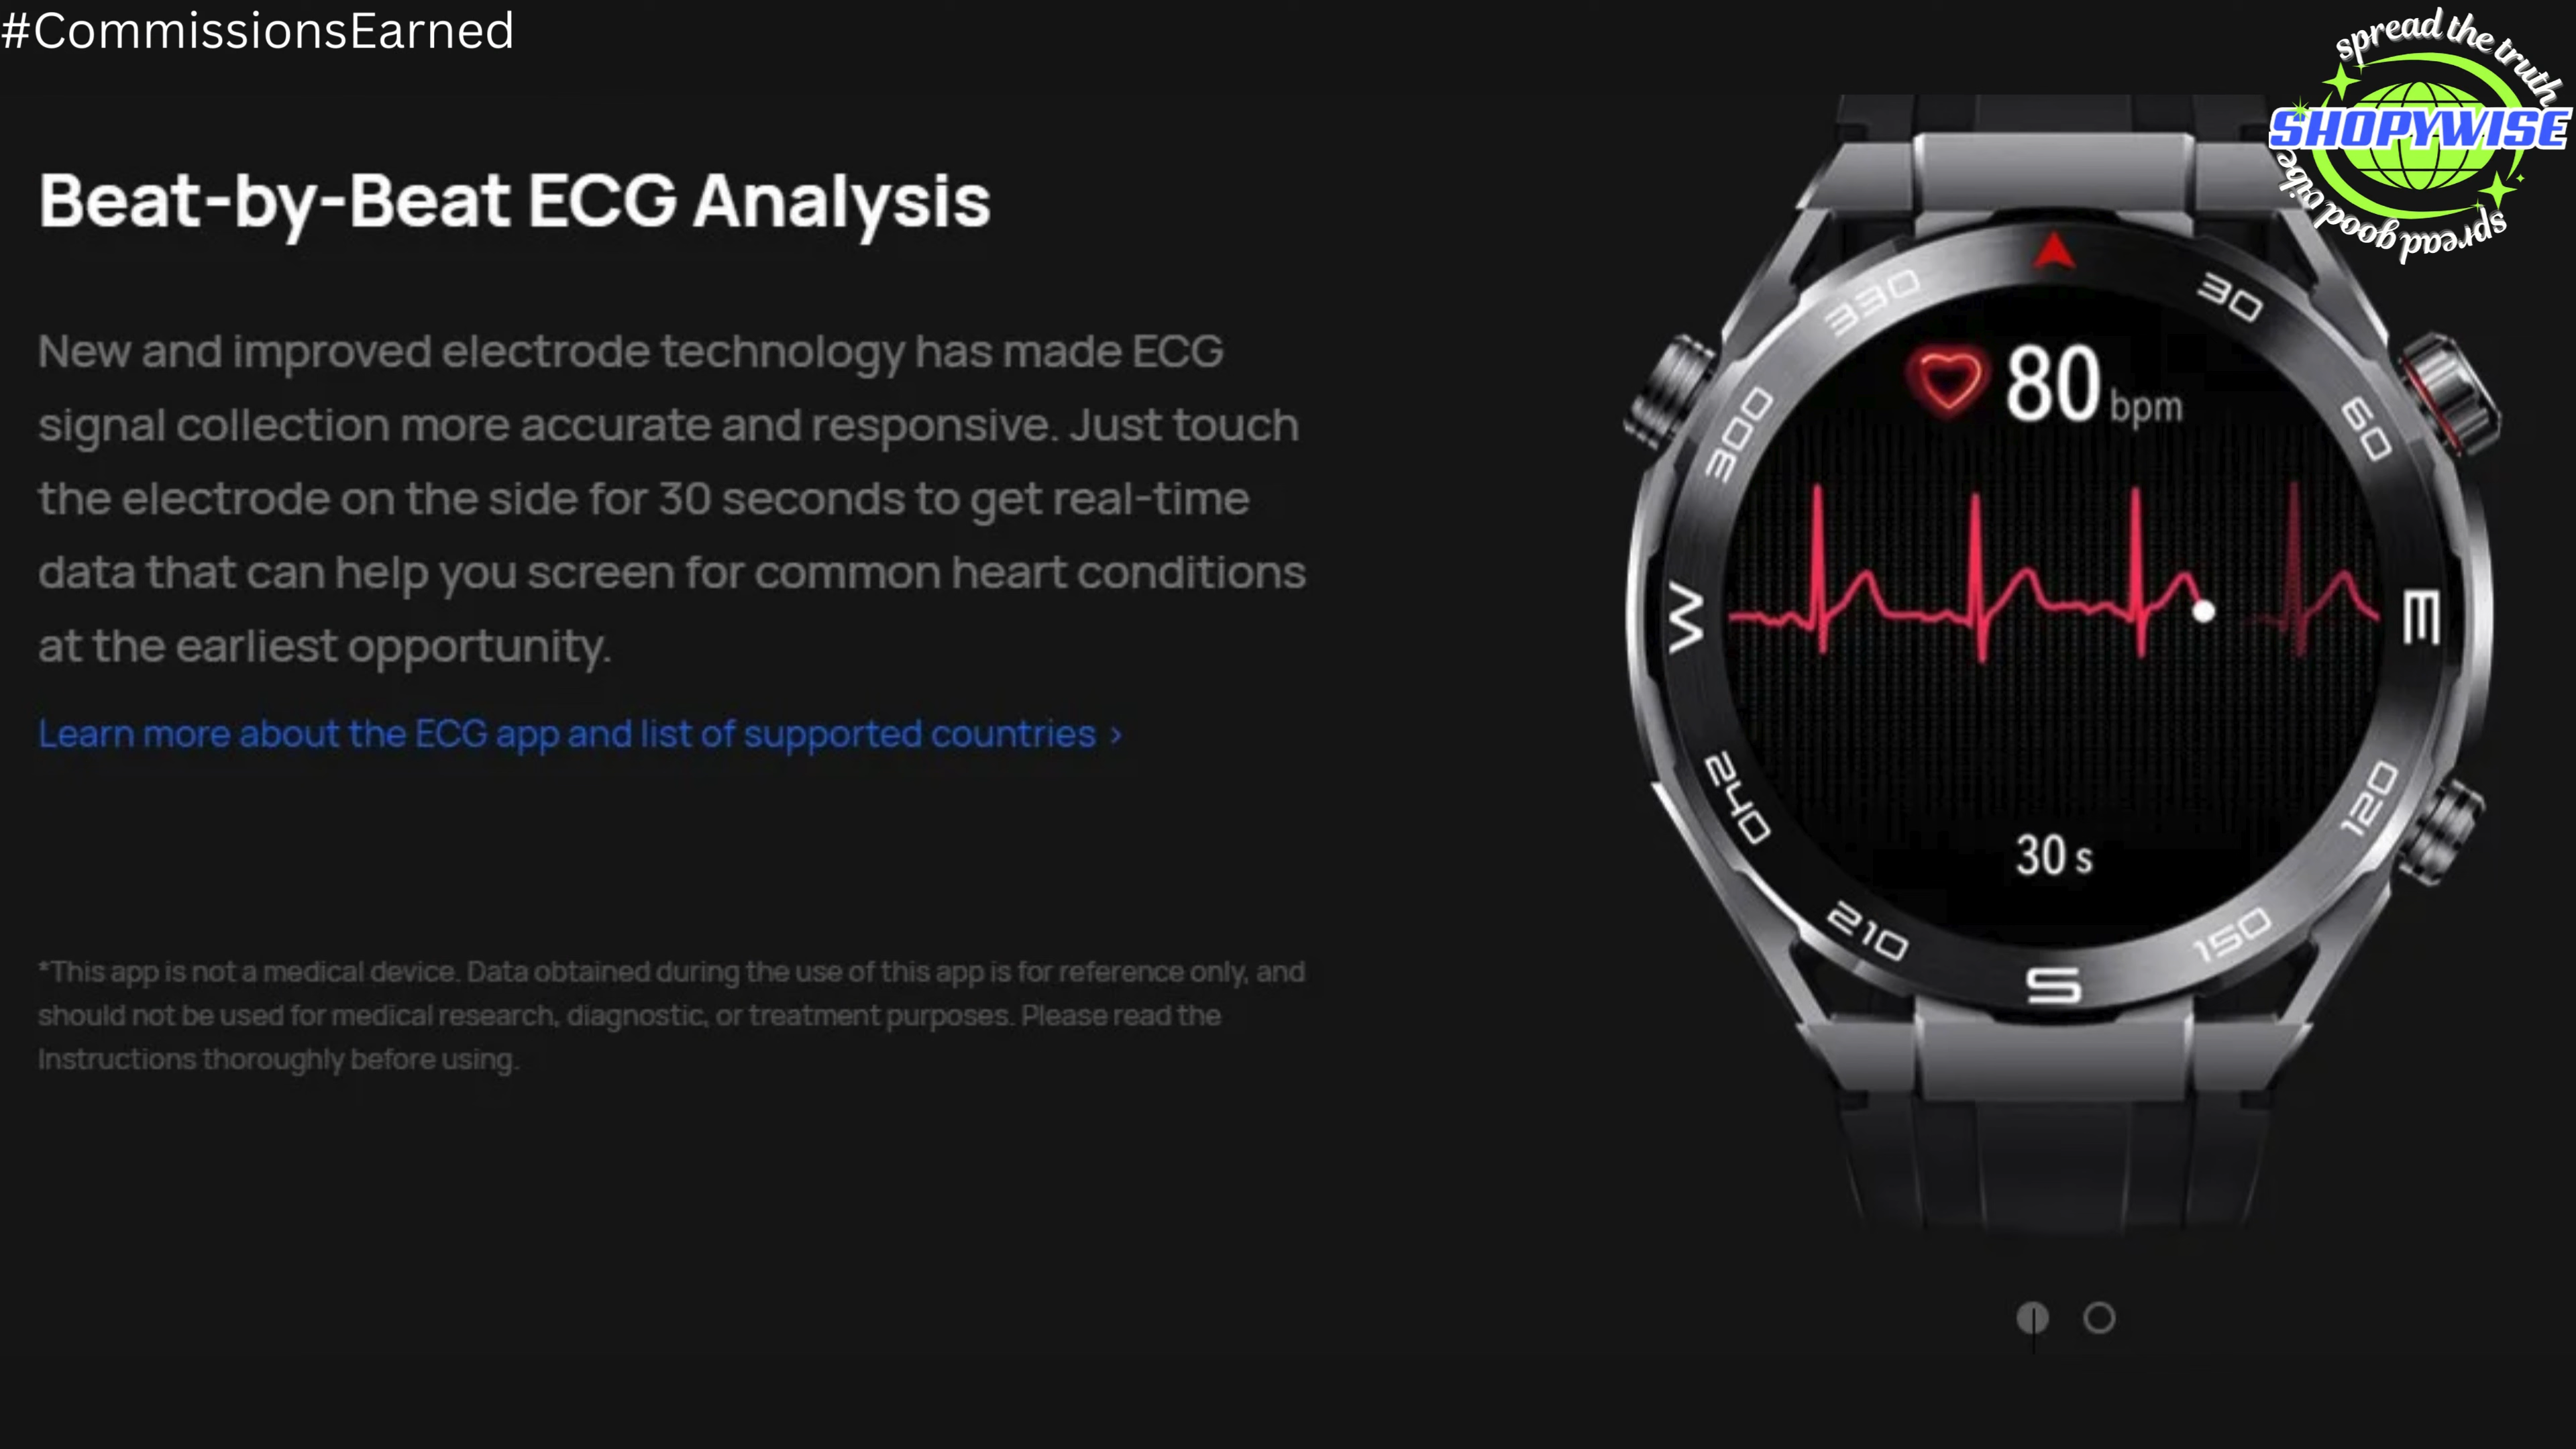 #CommissionsEarned
spread the truth
SHOPYWISE
spread good vibe
Beat-by-Beat ECG Analysis
New and improved electrode technology has made ECG
signal collection more accurate and responsive. Just touch
the electrode on the side for 30 seconds to get real-time
data that can help you screen for common heart conditions
at the earliest opportunity.
Learn more about the ECG app and list of supported countries >
*This app is not a medical device. Data obtained during the use of this app is for reference only, and
should not be used for medical research, diagnostic, or treatment purposes. Please read the
Instructions thoroughly before using.
330
30
300
60
80 bpm
W
E
240
120
30 s
210
150
S